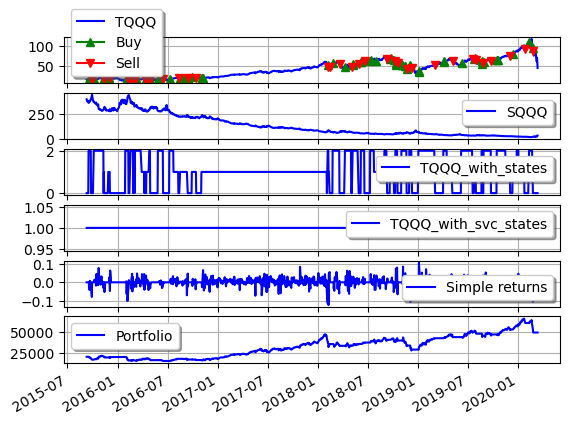 TQQQ
Buy
Sell
100
50
SQQQ
250
0
TQQQ_with_states
2
0
TQQQ_with_svc_states
1.05
1.00
0.95
Simple returns
0.1
0.0
−0.1
Portfolio
50000
25000
2015-07 2016-01 2016-07 2017-01 2017-07 2018-01 2018-07 2019-01 2019-07 2020-01